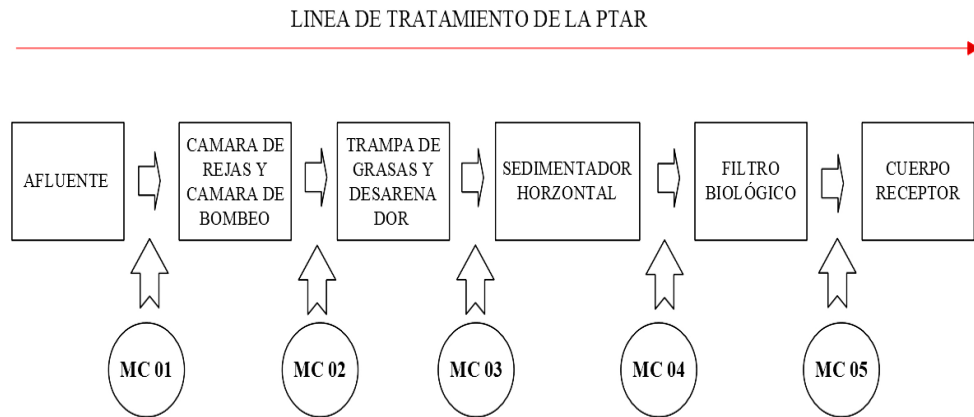 LINEA DE TRATAMIENTO DE LA PTAR
AFLUENTE
CAMARA DE
REJAS Y
CAMARA DE
BOMBEO
TRAMPA DE
GRASAS Y
DESARENA
DOR
SEDIMENTADOR
HORZONTAL
FILTRO
BIOLÓGICO
CUERPO
RECEPTOR
MC 01
MC 02
MC 03
MC 04
MC 05